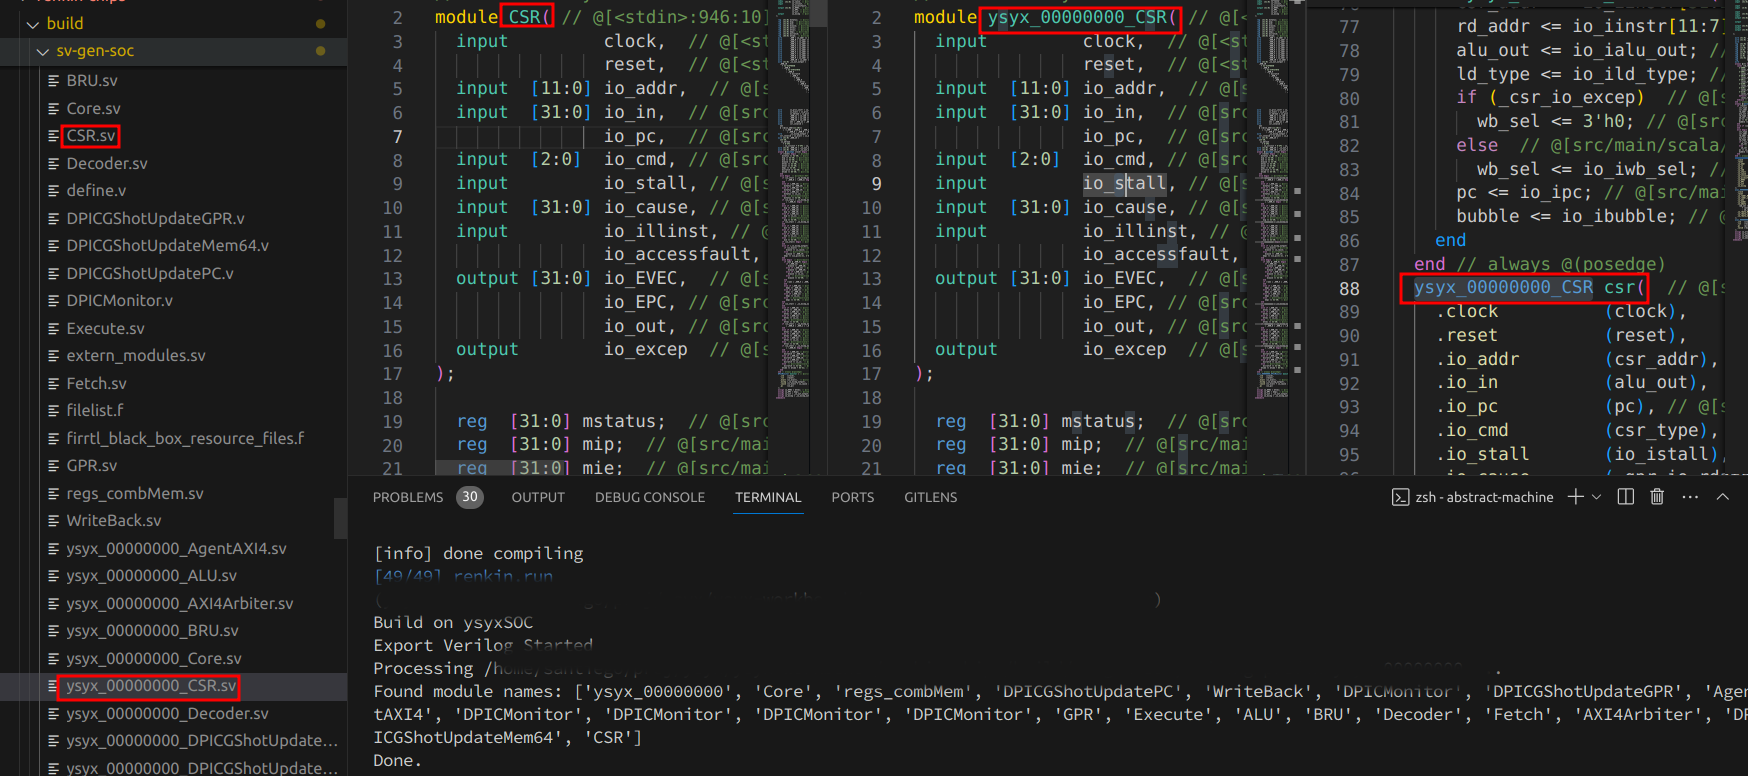 build
sv-gen-soc
BRU.sv
Core.sv
CSR.sv
Decoder.sv
define.v
DPICGShotUpdateGPR.v
DPICGShotUpdateMem64.v
DPICGShotUpdatePC.v
DPICMonitor.v
Execute.sv
extern_modules.sv
Fetch.sv
filelist.f
firrtl_black_box_resource_files.f
GPR.sv
regs_combMem.sv
WriteBack.sv
ysyx_00000000_AgentAXI4.sv
ysyx_00000000_ALU.sv
ysyx_00000000_AXI4Arbiter.sv
ysyx_00000000_BRU.sv
ysyx_00000000_Core.sv
ysyx_00000000_CSR.sv
ysyx_00000000_Decoder.sv
ysyx_00000000_DPICGShotUpdate...
ysyx_00000000_DPICGShotUpdate...
2 module CSR( // @[<stdin>:946:10]
3 input clock, // @[<st
4 reset, // @[<st
5 input [11:0] io_addr, // @[s
6 input [31:0] io_in, // @[src
7 io_pc, // @[src
8 input [2:0] io_cmd, // @[src
9 input io_stall, // @[s
10 input [31:0] io_cause, // @[s
11 input io_illinst, // @
12 io_accessfault,
13 output [31:0] io_EVEC, // @[s
14 io_EPC, // @[sr
15 io_out, // @[sr
16 output io_excep // @[s
17 );
18
19 reg [31:0] mstatus; // @[sr
20 reg [31:0] mip; // @[src/mai
21 reg [31:0] mie; // @[src/mai
2 module ysyx_00000000_CSR( // @[<
3 input clock, // @[<st
4 reset, // @[<st
5 input [11:0] io_addr, // @[s
6 input [31:0] io_in, // @[src
7 io_pc, // @[src
8 input [2:0] io_cmd, // @[src
9 input io_stall, // @[s
10 input [31:0] io_cause, // @[s
11 input io_illinst, // @
12 io_accessfault,
13 output [31:0] io_EVEC, // @[s
14 io_EPC, // @[sr
15 io_out, // @[sr
16 output io_excep // @[s
17 );
18
19 reg [31:0] mstatus; // @[sr
20 reg [31:0] mip; // @[src/mai
21 reg [31:0] mie; // @[src/mai
77 rd_addr <= io_iinstr[11:7]
78 alu_out <= io_ialu_out; //
79 ld_type <= io_ild_type; //
80 if (_csr_io_excep) // @[s
81 wb_sel <= 3'h0; // @[src
82 else // @[src/main/scala/
83 wb_sel <= io_iwb_sel; //
84 pc <= io_ipc; // @[src/mai
85 bubble <= io_ibubble; // @
86 end
87 end // always @(posedge)
88 ysyx_00000000_CSR csr( // @[s
89 .clock (clock),
90 .reset (reset),
91 .io_addr (csr_addr),
92 .io_in (alu_out),
93 .io_pc (pc), // @[s
94 .io_cmd (csr_type),
95 .io_stall (io_istall),
PROBLEMS 30 OUTPUT DEBUG CONSOLE TERMINAL PORTS GITLENS zsh - abstract-machine
[info] done compiling
[49/49] renkin.run
Build on ysyxSOC
Export Verilog Started
Processing
Found module names: ['ysyx_00000000', 'Core', 'regs_combMem', 'DPICGShotUpdatePC', 'WriteBack', 'DPICMonitor', 'DPICGShotUpdateGPR', 'Agen
tAXI4', 'DPICMonitor', 'DPICMonitor', 'DPICMonitor', 'DPICMonitor', 'GPR', 'Execute', 'ALU', 'BRU', 'Decoder', 'Fetch', 'AXI4Arbiter', 'DP
ICGShotUpdateMem64', 'CSR']
Done.